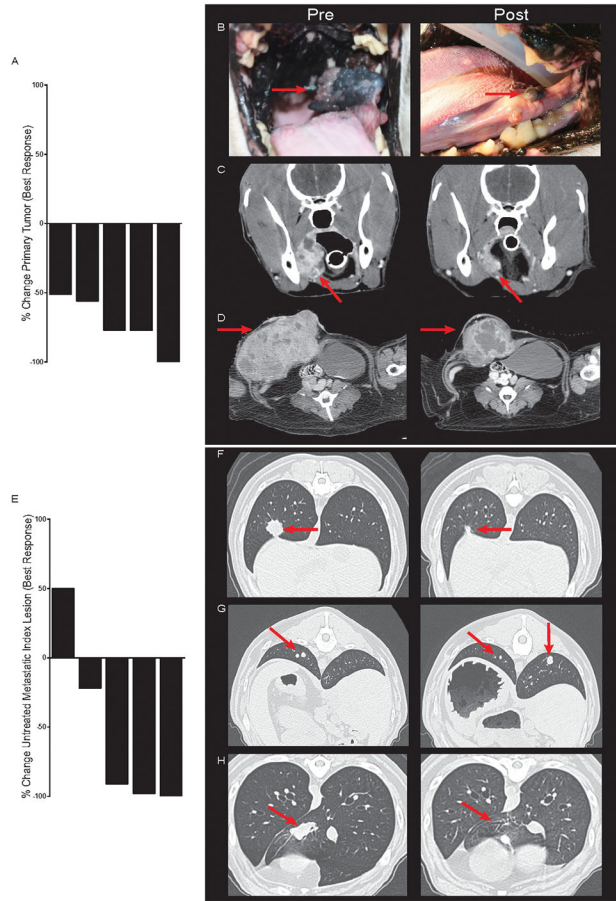 Pre
Post
A
B
% Change Primary Tumor (Best Response)
100
50
0
-50
-100
C
D
E
% Change Untreated Metastatic Index Lesion (Best Response)
100
50
0
-50
-100
F
G
H